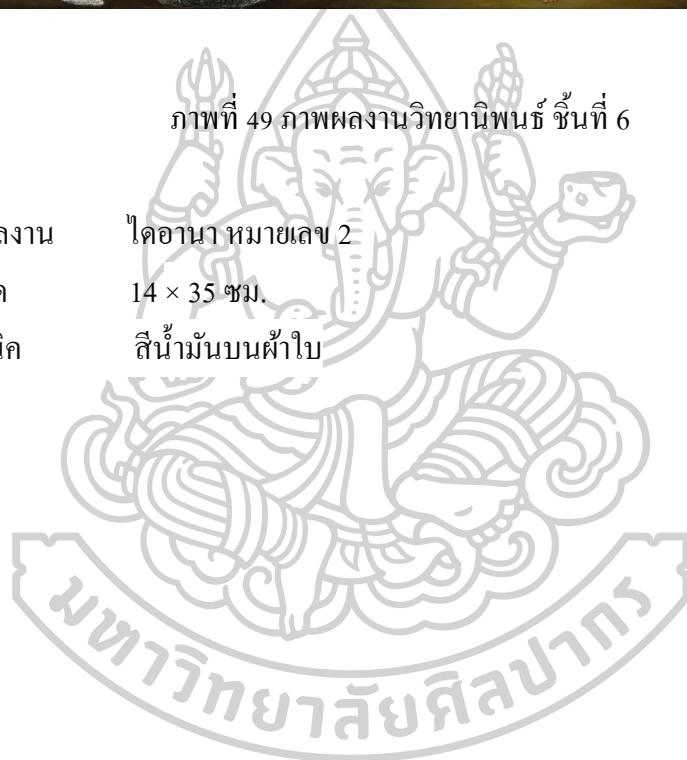 ภาพที่ 49 ภาพผลงานวิทยานิพนธ์ ชิ้นที่ 6
ไดอานา หมายเลข 2
14 × 35 ซม.
สีน้ำมันบนผ้าใบ
มหาวิทยาลัยศิลปากร